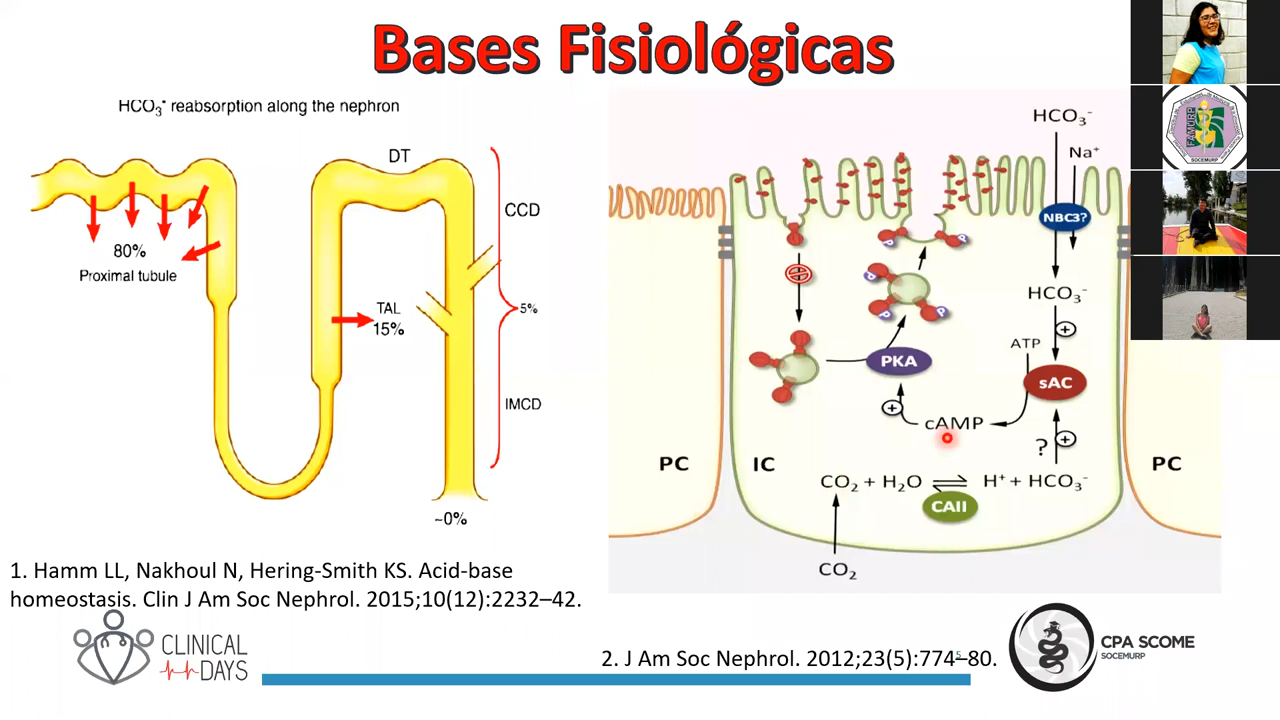 Bases Fisiológicas
HCO₃⁻ reabsorption along the nephron
DT
CCD
80%
Proximal tubule
TAL
15%
5%
IMCD
~0%
HCO₃⁻
Na⁺
NBC3?
P
P
P
P
P
HCO₃⁻
+
ATP
PKA
sAC
+
cAMP
?
+
PC
IC
PC
CO₂ + H₂O
H⁺ + HCO₃⁻
CAII
CO₂
1. Hamm LL, Nakhoul N, Hering-Smith KS. Acid-base
homeostasis. Clin J Am Soc Nephrol. 2015;10(12):2232–42.
2. J Am Soc Nephrol. 2012;23(5):774–80.
5
CLINICAL
DAYS
CPA SCOME
SOCEMURP
FAMURP
SOCEMURP